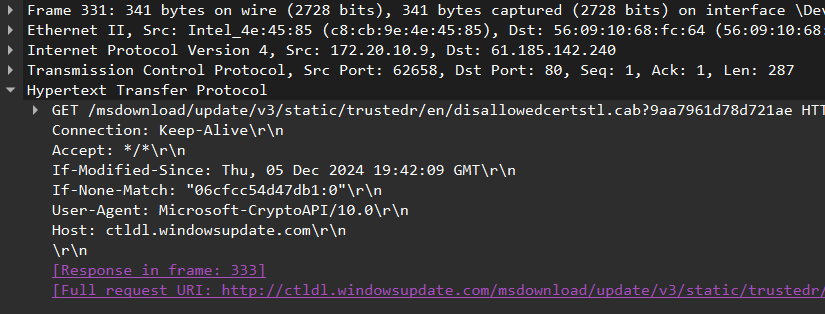 Frame 331: 341 bytes on wire (2728 bits), 341 bytes captured (2728 bits) on interface \Dev
Ethernet II, Src: Intel_4e:45:85 (c8:cb:9e:4e:45:85), Dst: 56:09:10:68:fc:64 (56:09:10:68:
Internet Protocol Version 4, Src: 172.20.10.9, Dst: 61.185.142.240
Transmission Control Protocol, Src Port: 62658, Dst Port: 80, Seq: 1, Ack: 1, Len: 287
Hypertext Transfer Protocol
GET /msdownload/update/v3/static/trustedr/en/disallowedcertstl.cab?9aa7961d78d721ae HTT
Connection: Keep-Alive\r\n
Accept: */*\r\n
If-Modified-Since: Thu, 05 Dec 2024 19:42:09 GMT\r\n
If-None-Match: "06cfcc54d47db1:0"\r\n
User-Agent: Microsoft-CryptoAPI/10.0\r\n
Host: ctldl.windowsupdate.com\r\n
\r\n
[Response in frame: 333]
[Full request URI: http://ctldl.windowsupdate.com/msdownload/update/v3/static/trustedr/